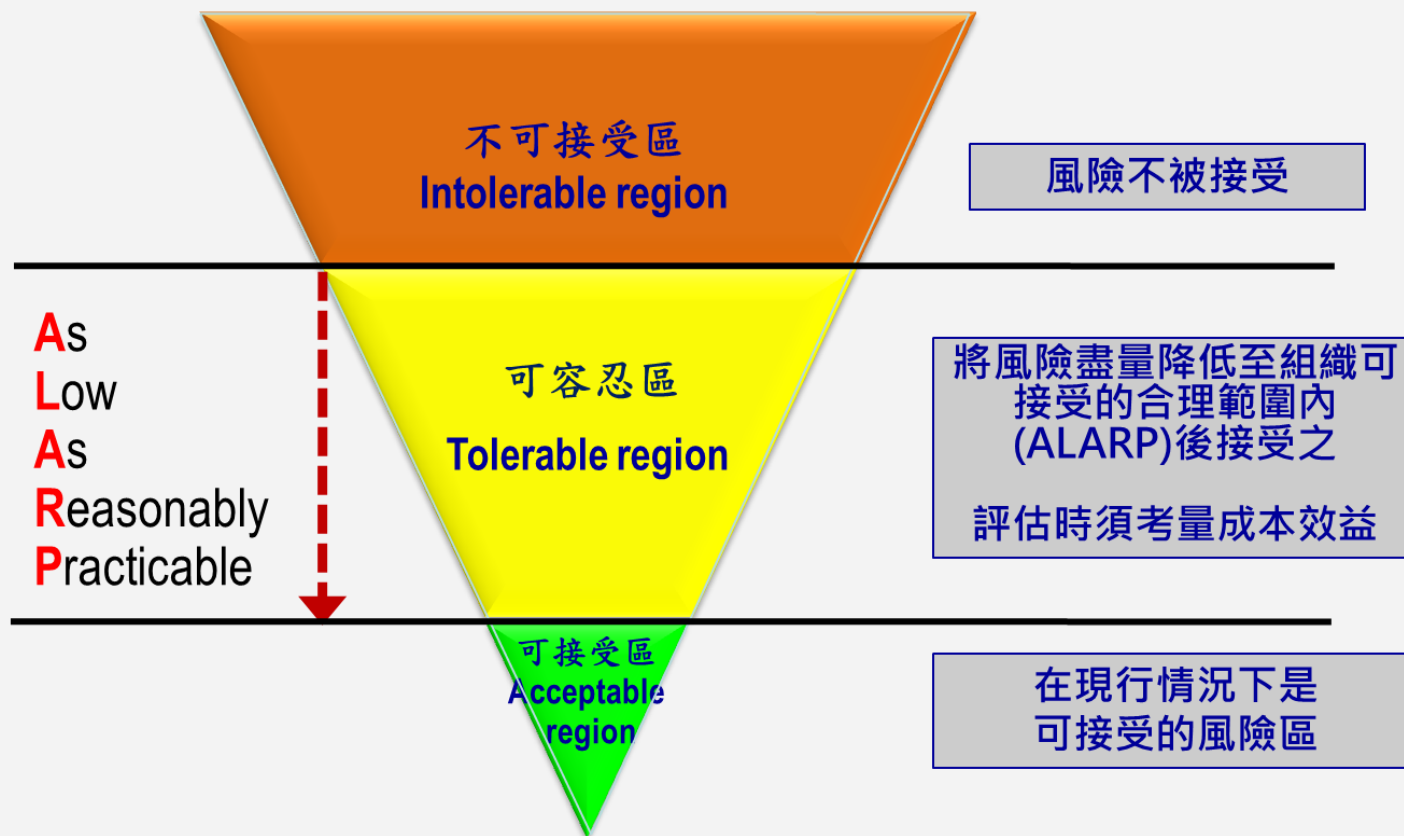 不可接受區
Intolerable region
風險不被接受
As
Low
As
Reasonably
Practicable
可容忍區
Tolerable region
將風險盡量降低至組織可
接受的合理範圍內
(ALARP)後接受之
評估時須考量成本效益
可接受區
Acceptable
region
在現行情況下是
可接受的風險區